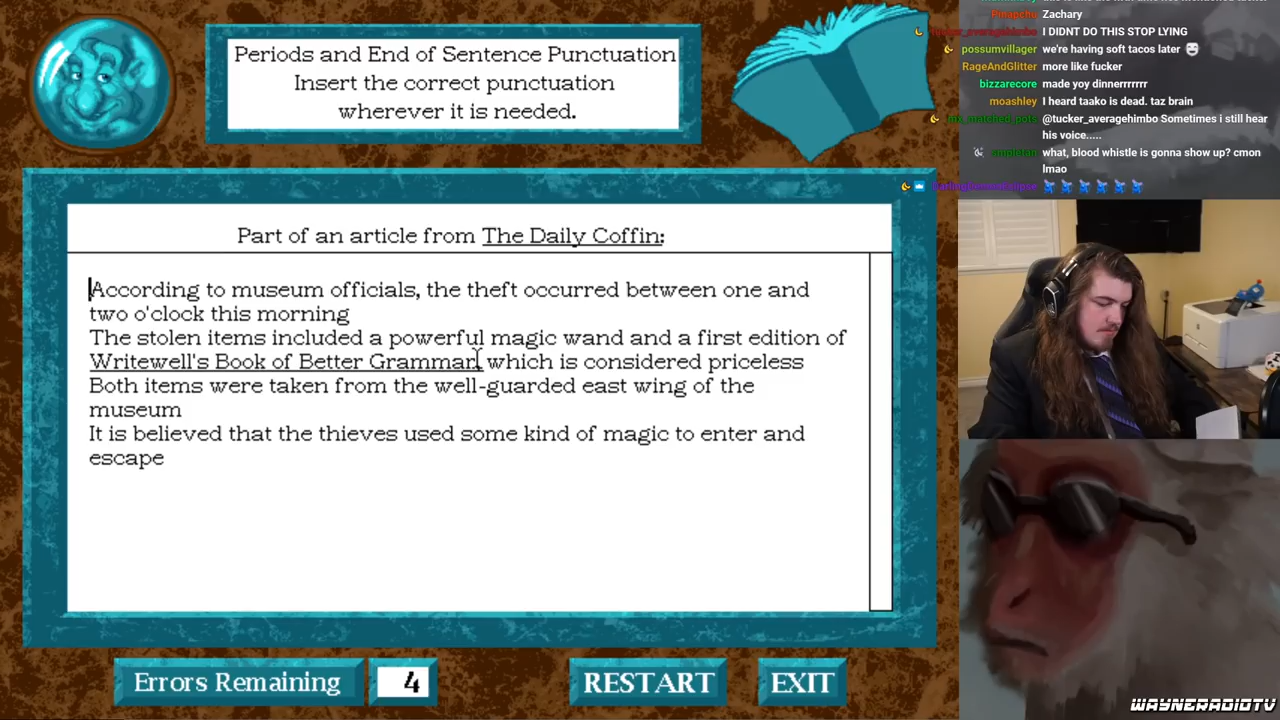 Periods and End of Sentence Punctuation
Insert the correct punctuation
wherever it is needed.
Part of an article from The Daily Coffin:
According to museum officials, the theft occurred between one and
two o'clock this morning
The stolen items included a powerful magic wand and a first edition of
Writewell's Book of Better Grammar, which is considered priceless
Both items were taken from the well-guarded east wing of the
museum
It is believed that the thieves used some kind of magic to enter and
escape
Errors Remaining
4
RESTART
EXIT
Zachary
tucker_averagehimbo I DIDNT DO THIS STOP LYING
possumvillager we're having soft tacos later
RageAndGlitter more like fucker
bizzarecore made yoy dinnerrrrrr
moashley I heard taako is dead. taz brain
@tucker_averagehimbo Sometimes i still hear
his voice.....
what, blood whistle is gonna show up? cmon
lmao
WAYNERADIOTV